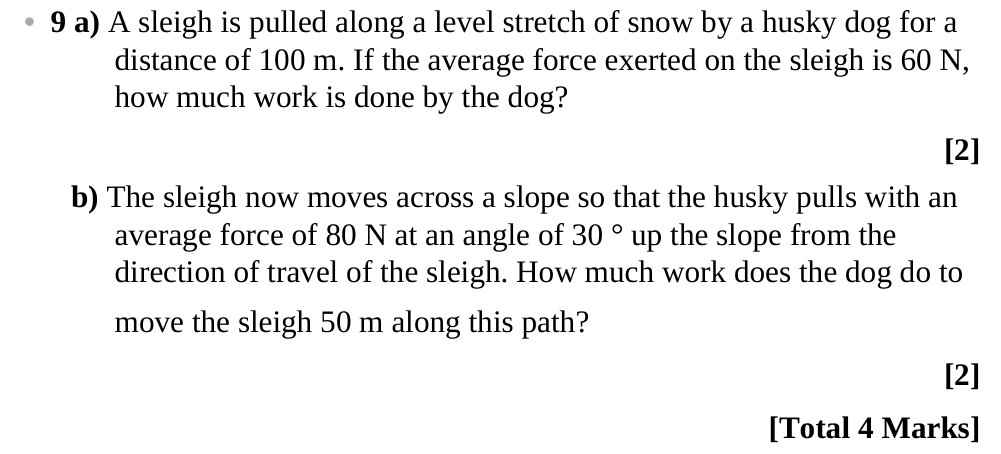 • 9 a) A sleigh is pulled along a level stretch of snow by a husky dog for a
distance of 100 m. If the average force exerted on the sleigh is 60 N,
how much work is done by the dog?
[2]
b) The sleigh now moves across a slope so that the husky pulls with an
average force of 80 N at an angle of 30 ° up the slope from the
direction of travel of the sleigh. How much work does the dog do to
move the sleigh 50 m along this path?
[2]
[Total 4 Marks]